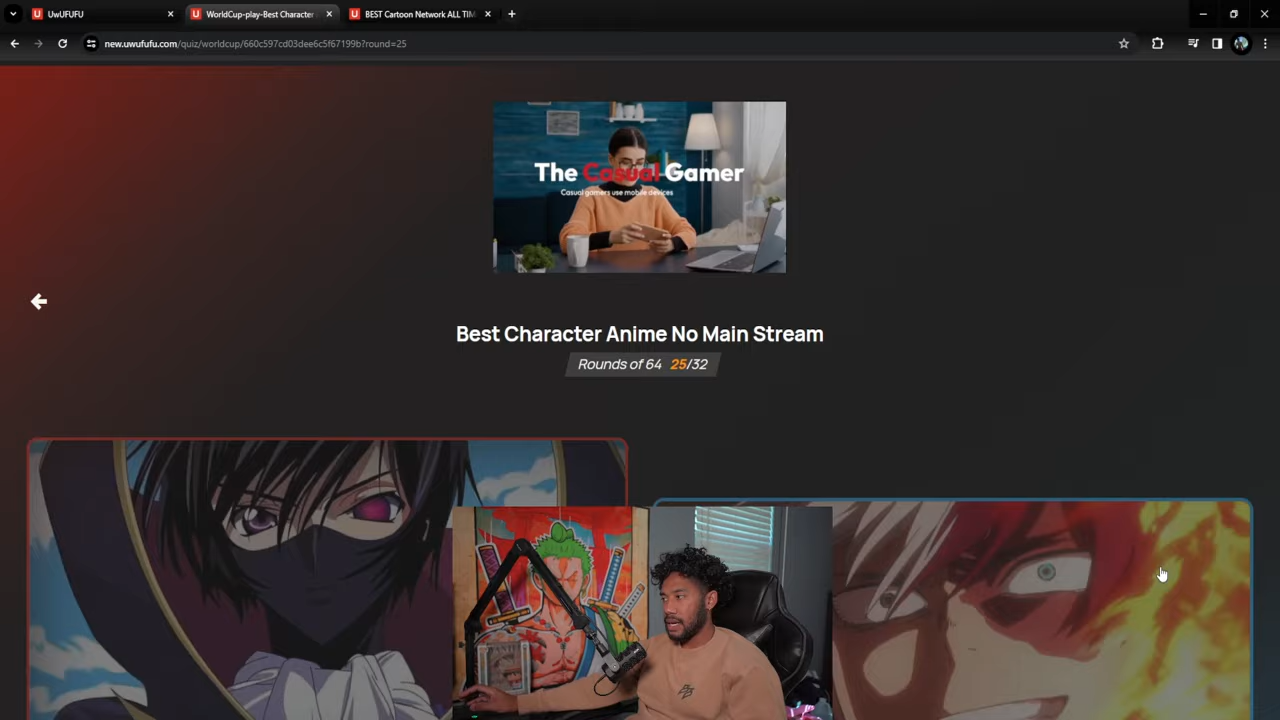 UwUFUFU
WorldCup-play-Best Character
BEST Cartoon Network ALL TIM
new.uwufufu.com/quiz/worldcup/660c597cd03dee6c5f67199b?round=25
The Casual Gamer
Casual gamers use mobile devices
Best Character Anime No Main Stream
Rounds of 64 25/32